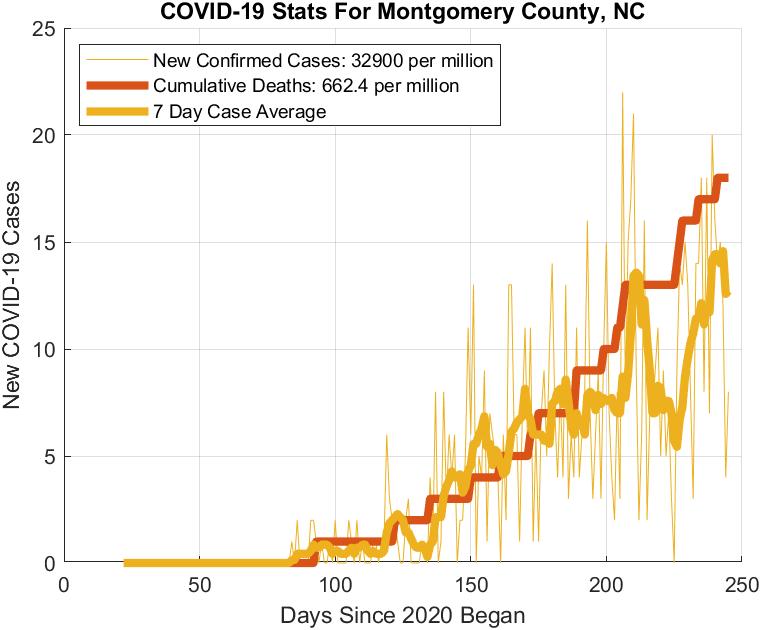 COVID-19 Stats For Montgomery County, NC
New Confirmed Cases: 32900 per million
Cumulative Deaths: 662.4 per million
7 Day Case Average
New COVID-19 Cases
25
20
15
10
5
0
0 50 100 150 200 250
Days Since 2020 Began